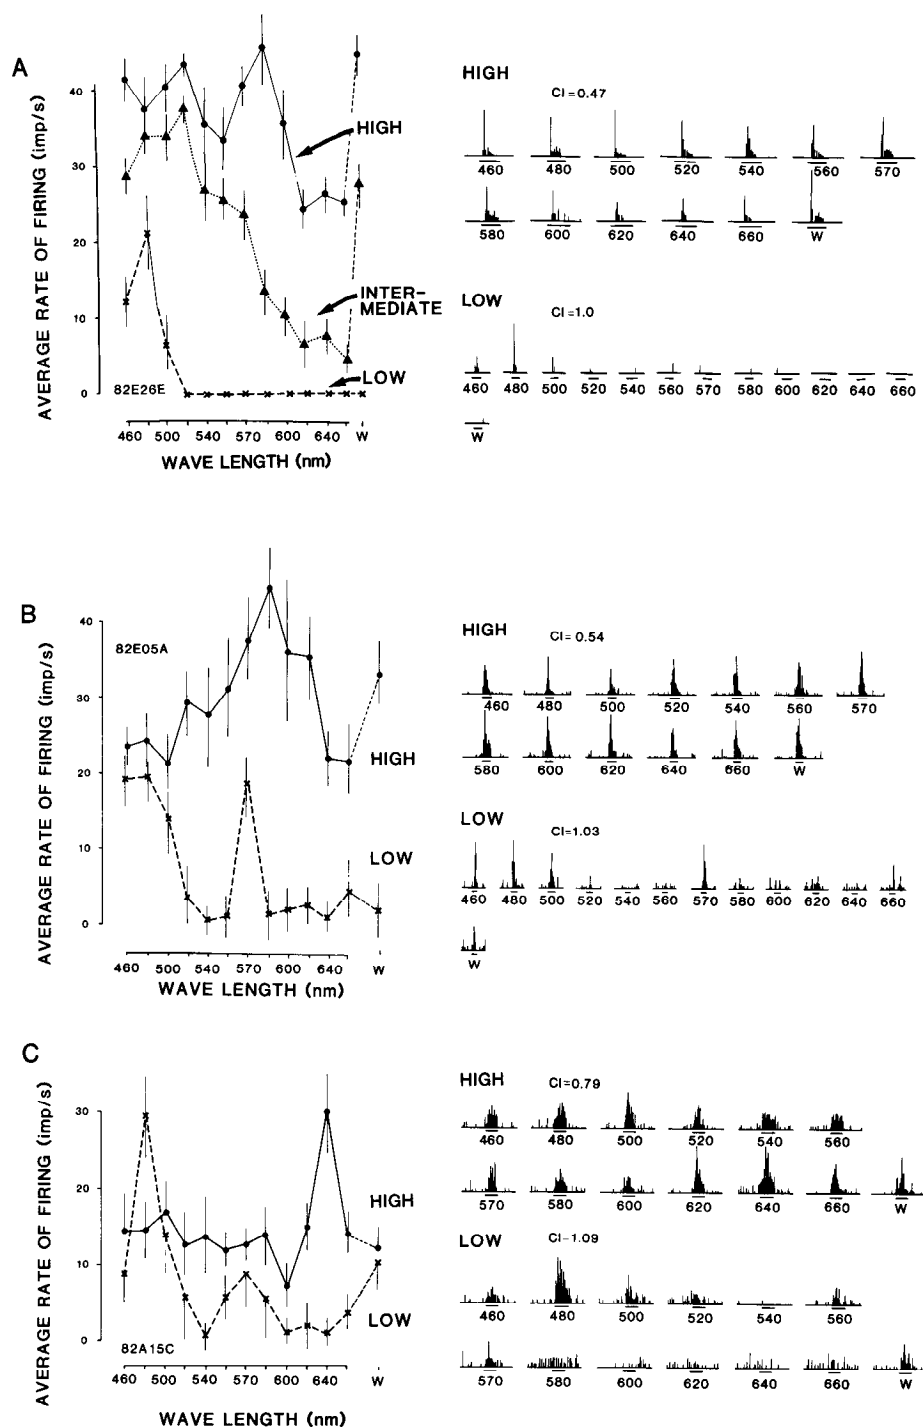 A
AVERAGE RATE OF FIRING (imp/s)
40
30
20
10
0
HIGH
INTER-
MEDIATE
LOW
82E26E
460 500 540 570 600 640 W
WAVE LENGTH (nm)
HIGH
CI=0.47
460 480 500 520 540 560 570
580 600 620 640 660 W
LOW
CI=1.0
460 480 500 520 540 560 570 580 600 620 640 660
W
B
AVERAGE RATE OF FIRING (imp/s)
40
30
20
10
0
82E05A
HIGH
LOW
460 500 540 570 600 640 W
WAVE LENGTH (nm)
HIGH
CI= 0.54
460 480 500 520 540 560 570
580 600 620 640 660 W
LOW
CI=1.03
460 480 500 520 540 560 570 580 600 620 640 660
W
C
AVERAGE RATE OF FIRING (imp/s)
30
20
10
0
HIGH
LOW
82A15C
460 500 540 570 600 640 W
WAVE LENGTH (nm)
HIGH
CI=0.79
460 480 500 520 540 560
570 580 600 620 640 660 W
LOW
CI-1.09
460 480 500 520 540 560
570 580 600 620 640 660 W